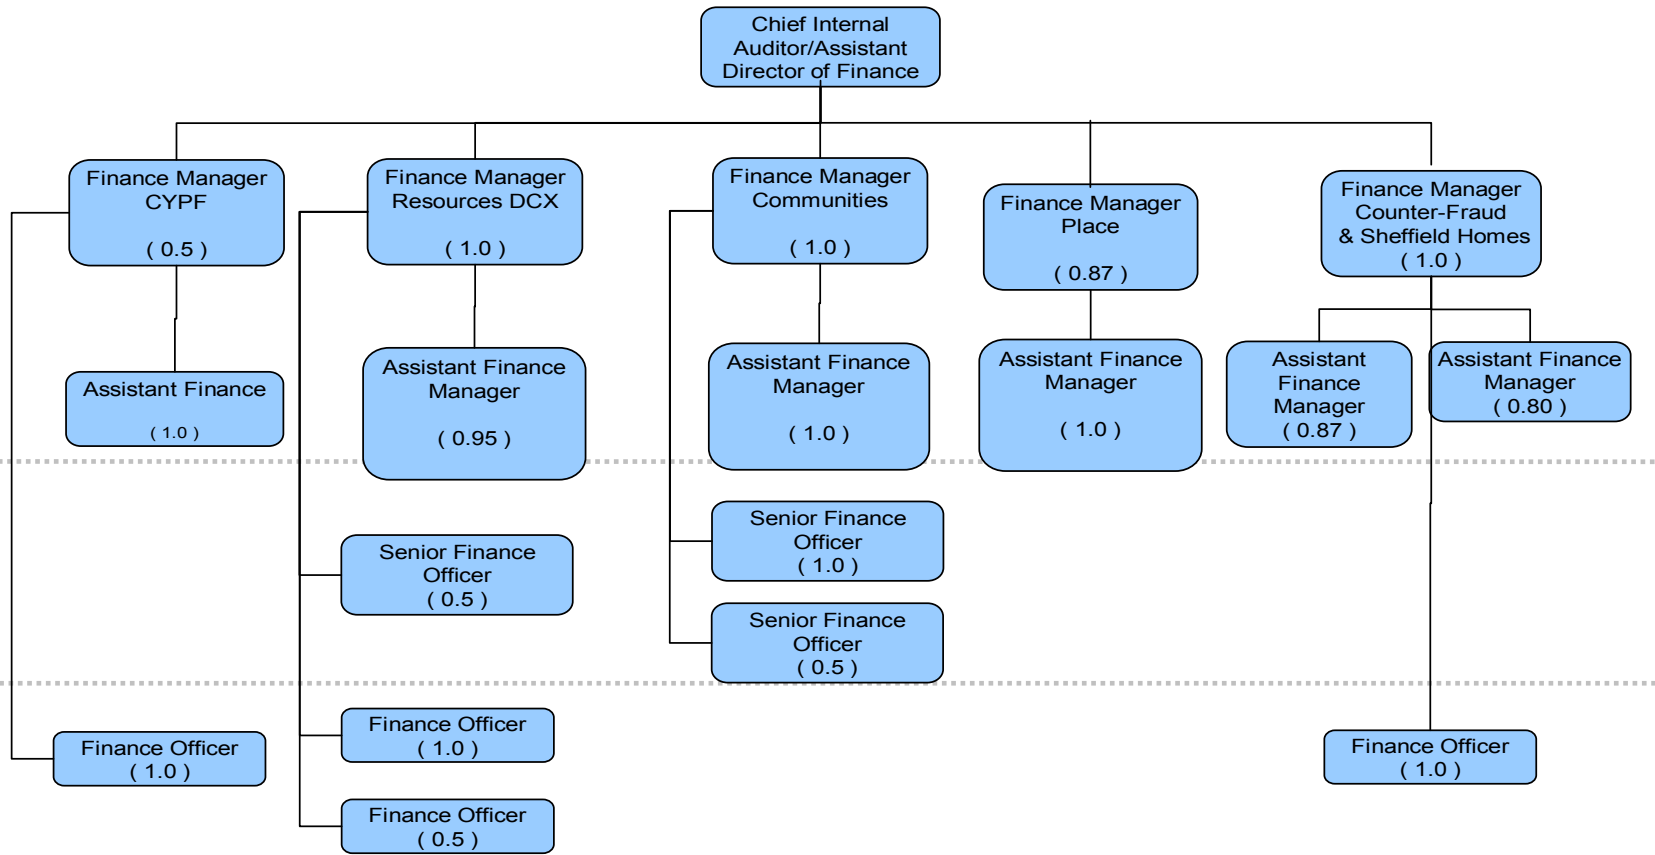 Chief Internal
Auditor/Assistant
Director of Finance
Finance Manager
CYPF
( 0.5 )
Finance Manager
Resources DCX
( 1.0 )
Finance Manager
Communities
( 1.0 )
Finance Manager
Place
( 0.87 )
Finance Manager
Counter-Fraud
& Sheffield Homes
( 1.0 )
Assistant Finance
( 1.0 )
Assistant Finance
Manager
( 0.95 )
Assistant Finance
Manager
( 1.0 )
Assistant Finance
Manager
( 1.0 )
Assistant
Finance
Manager
( 0.87 )
Assistant Finance
Manager
( 0.80 )
Senior Finance
Officer
( 0.5 )
Senior Finance
Officer
( 1.0 )
Senior Finance
Officer
( 0.5 )
Finance Officer
( 1.0 )
Finance Officer
( 1.0 )
Finance Officer
( 0.5 )
Finance Officer
( 1.0 )